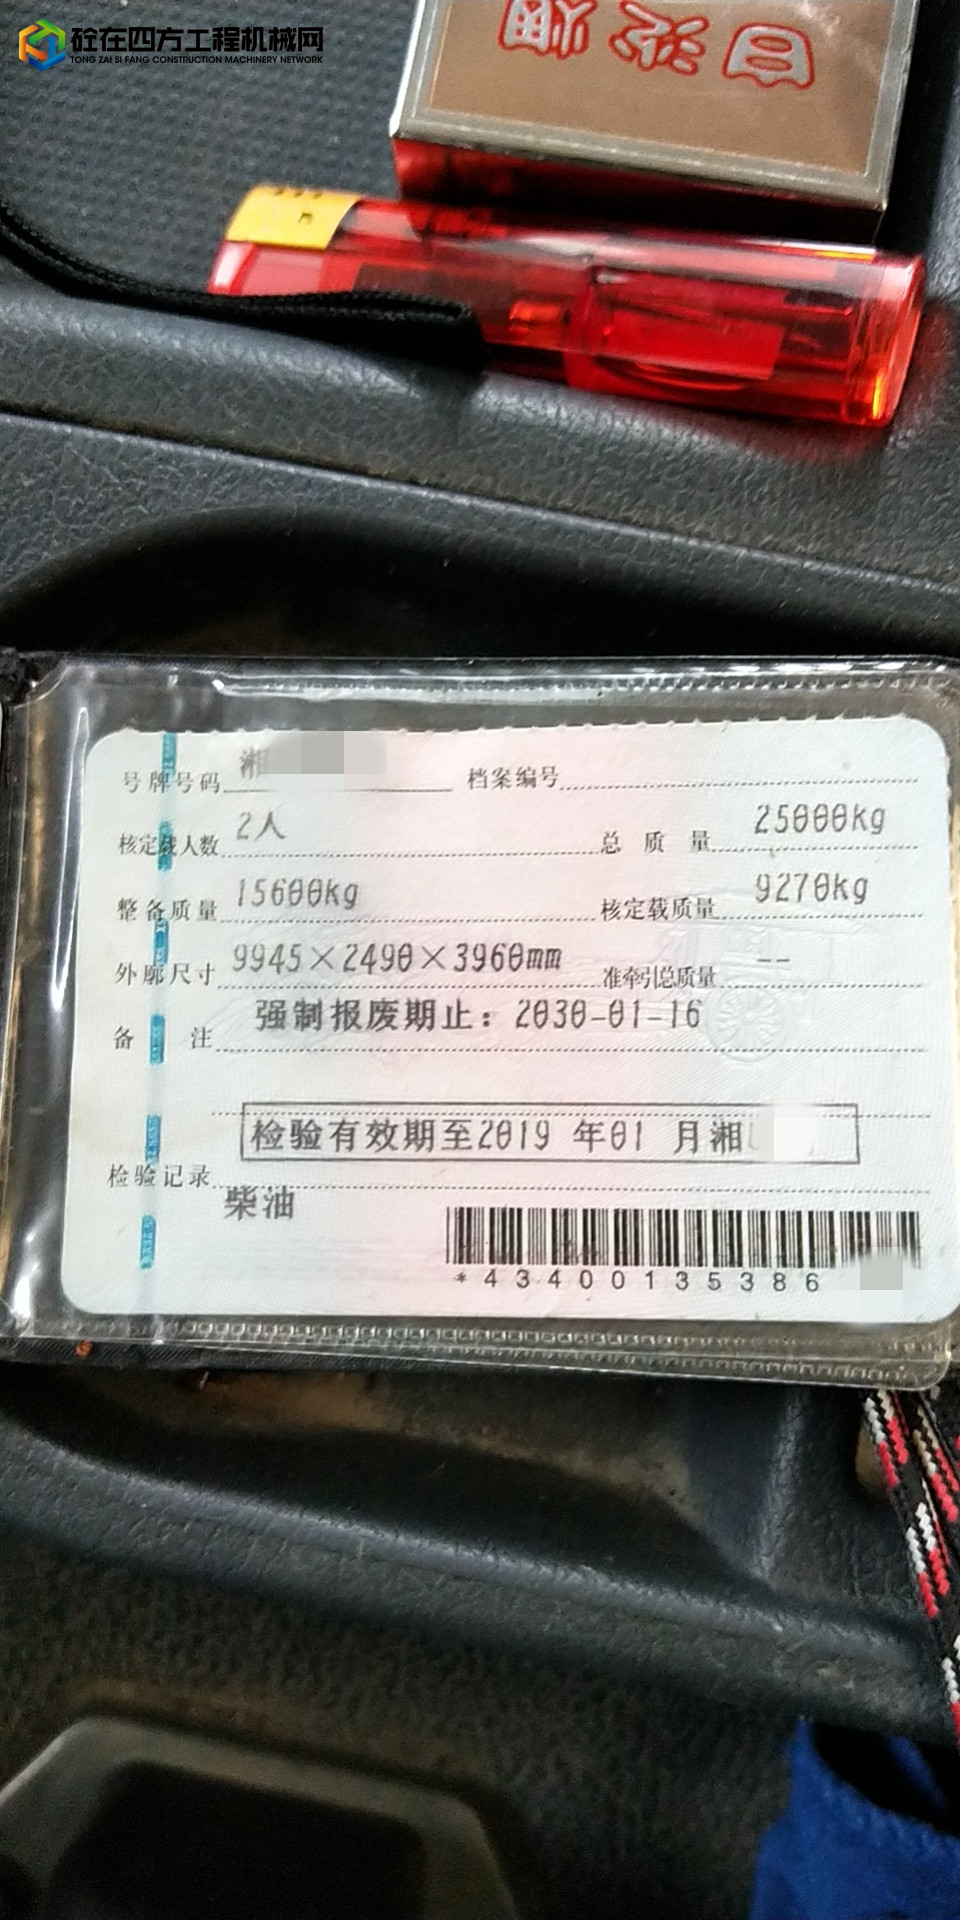 砼在四方工程机械网
TONG ZAI SI FANG CONSTRUCTION MACHINERY NETWORK
号牌号码 湘 档案编号
核定载人数 2人 总质量 25000kg
整备质量 15600kg 核定载质量 9270kg
外廓尺寸 9945×2490×3960mm 准牵引总质量 --
备注 强制报废期止：2030-01-16
检验有效期至2019 年01 月湘
检验记录
柴油
*43400135386